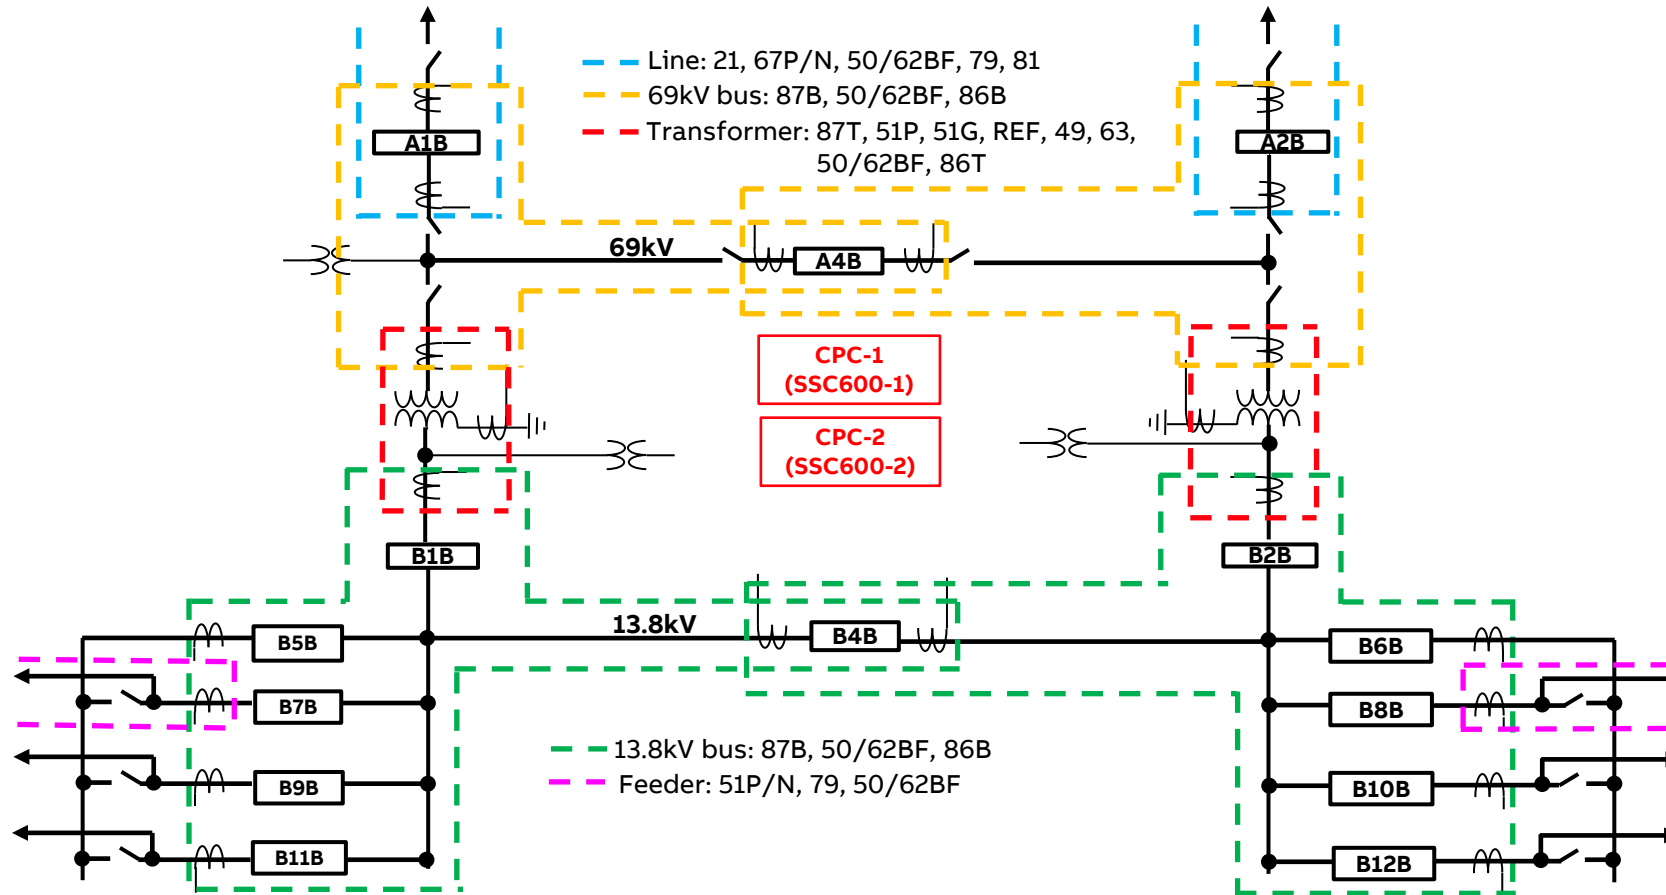 Line: 21, 67P/N, 50/62BF, 79, 81
69kV bus: 87B, 50/62BF, 86B
Transformer: 87T, 51P, 51G, REF, 49, 63,
50/62BF, 86T
A1B
A2B
69kV
A4B
CPC-1
(SSC600-1)
CPC-2
(SSC600-2)
B1B
B2B
13.8kV
B4B
B5B
B6B
B7B
B8B
13.8kV bus: 87B, 50/62BF, 86B
Feeder: 51P/N, 79, 50/62BF
B9B
B10B
B11B
B12B